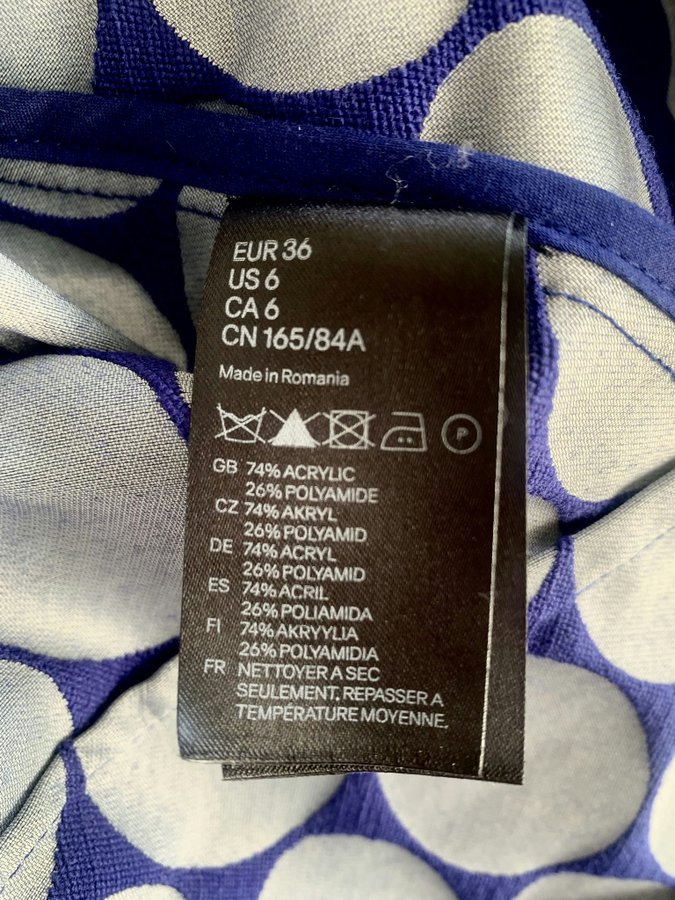 EUR 36
US 6
CA 6
CN 165/84A
Made in Romania
P
GB 74% ACRYLIC
26% POLYAMIDE
CZ 74% AKRYL
26% POLYAMID
DE 74% ACRYL
26% POLYAMID
ES 74% ACRIL
26% POLIAMIDA
FI 74% AKRYYLIA
26% POLYAMIDIA
FR NETTOYER A SEC
SEULEMENT. REPASSER A
TEMPÉRATURE MOYENNE.